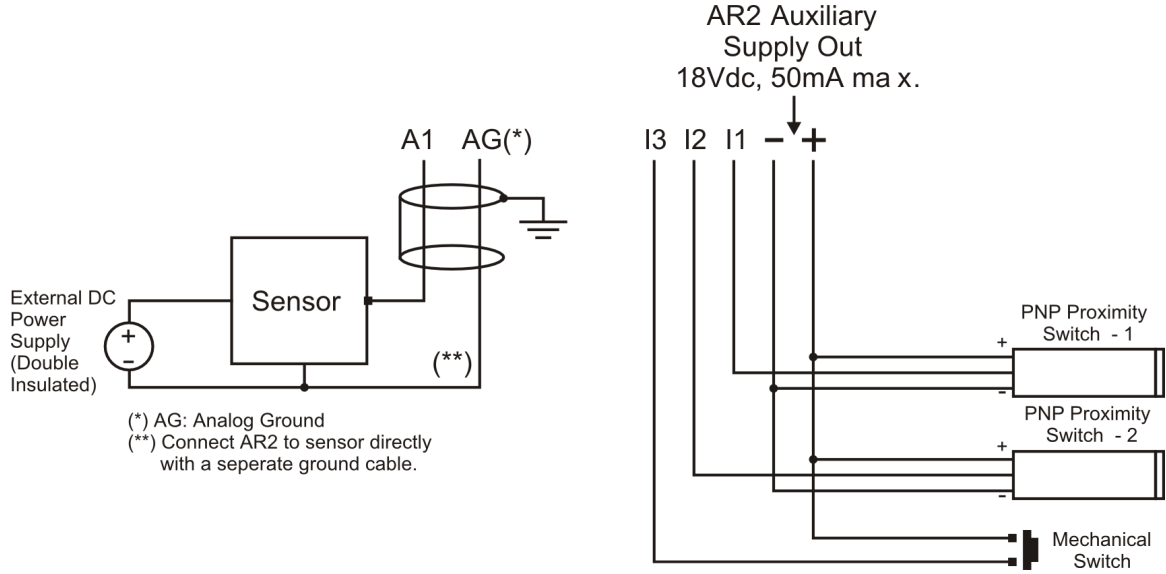 AR2 Auxiliary
Supply Out
18Vdc, 50mA ma x.
A1 AG(*)
I3 I2 I1 - +
External DC
Power
Supply
(Double
Insulated)
+
-
Sensor
(**)
(*) AG: Analog Ground
(**) Connect AR2 to sensor directly
with a seperate ground cable.
PNP Proximity
Switch - 1
+
-
PNP Proximity
Switch - 2
+
-
Mechanical
Switch